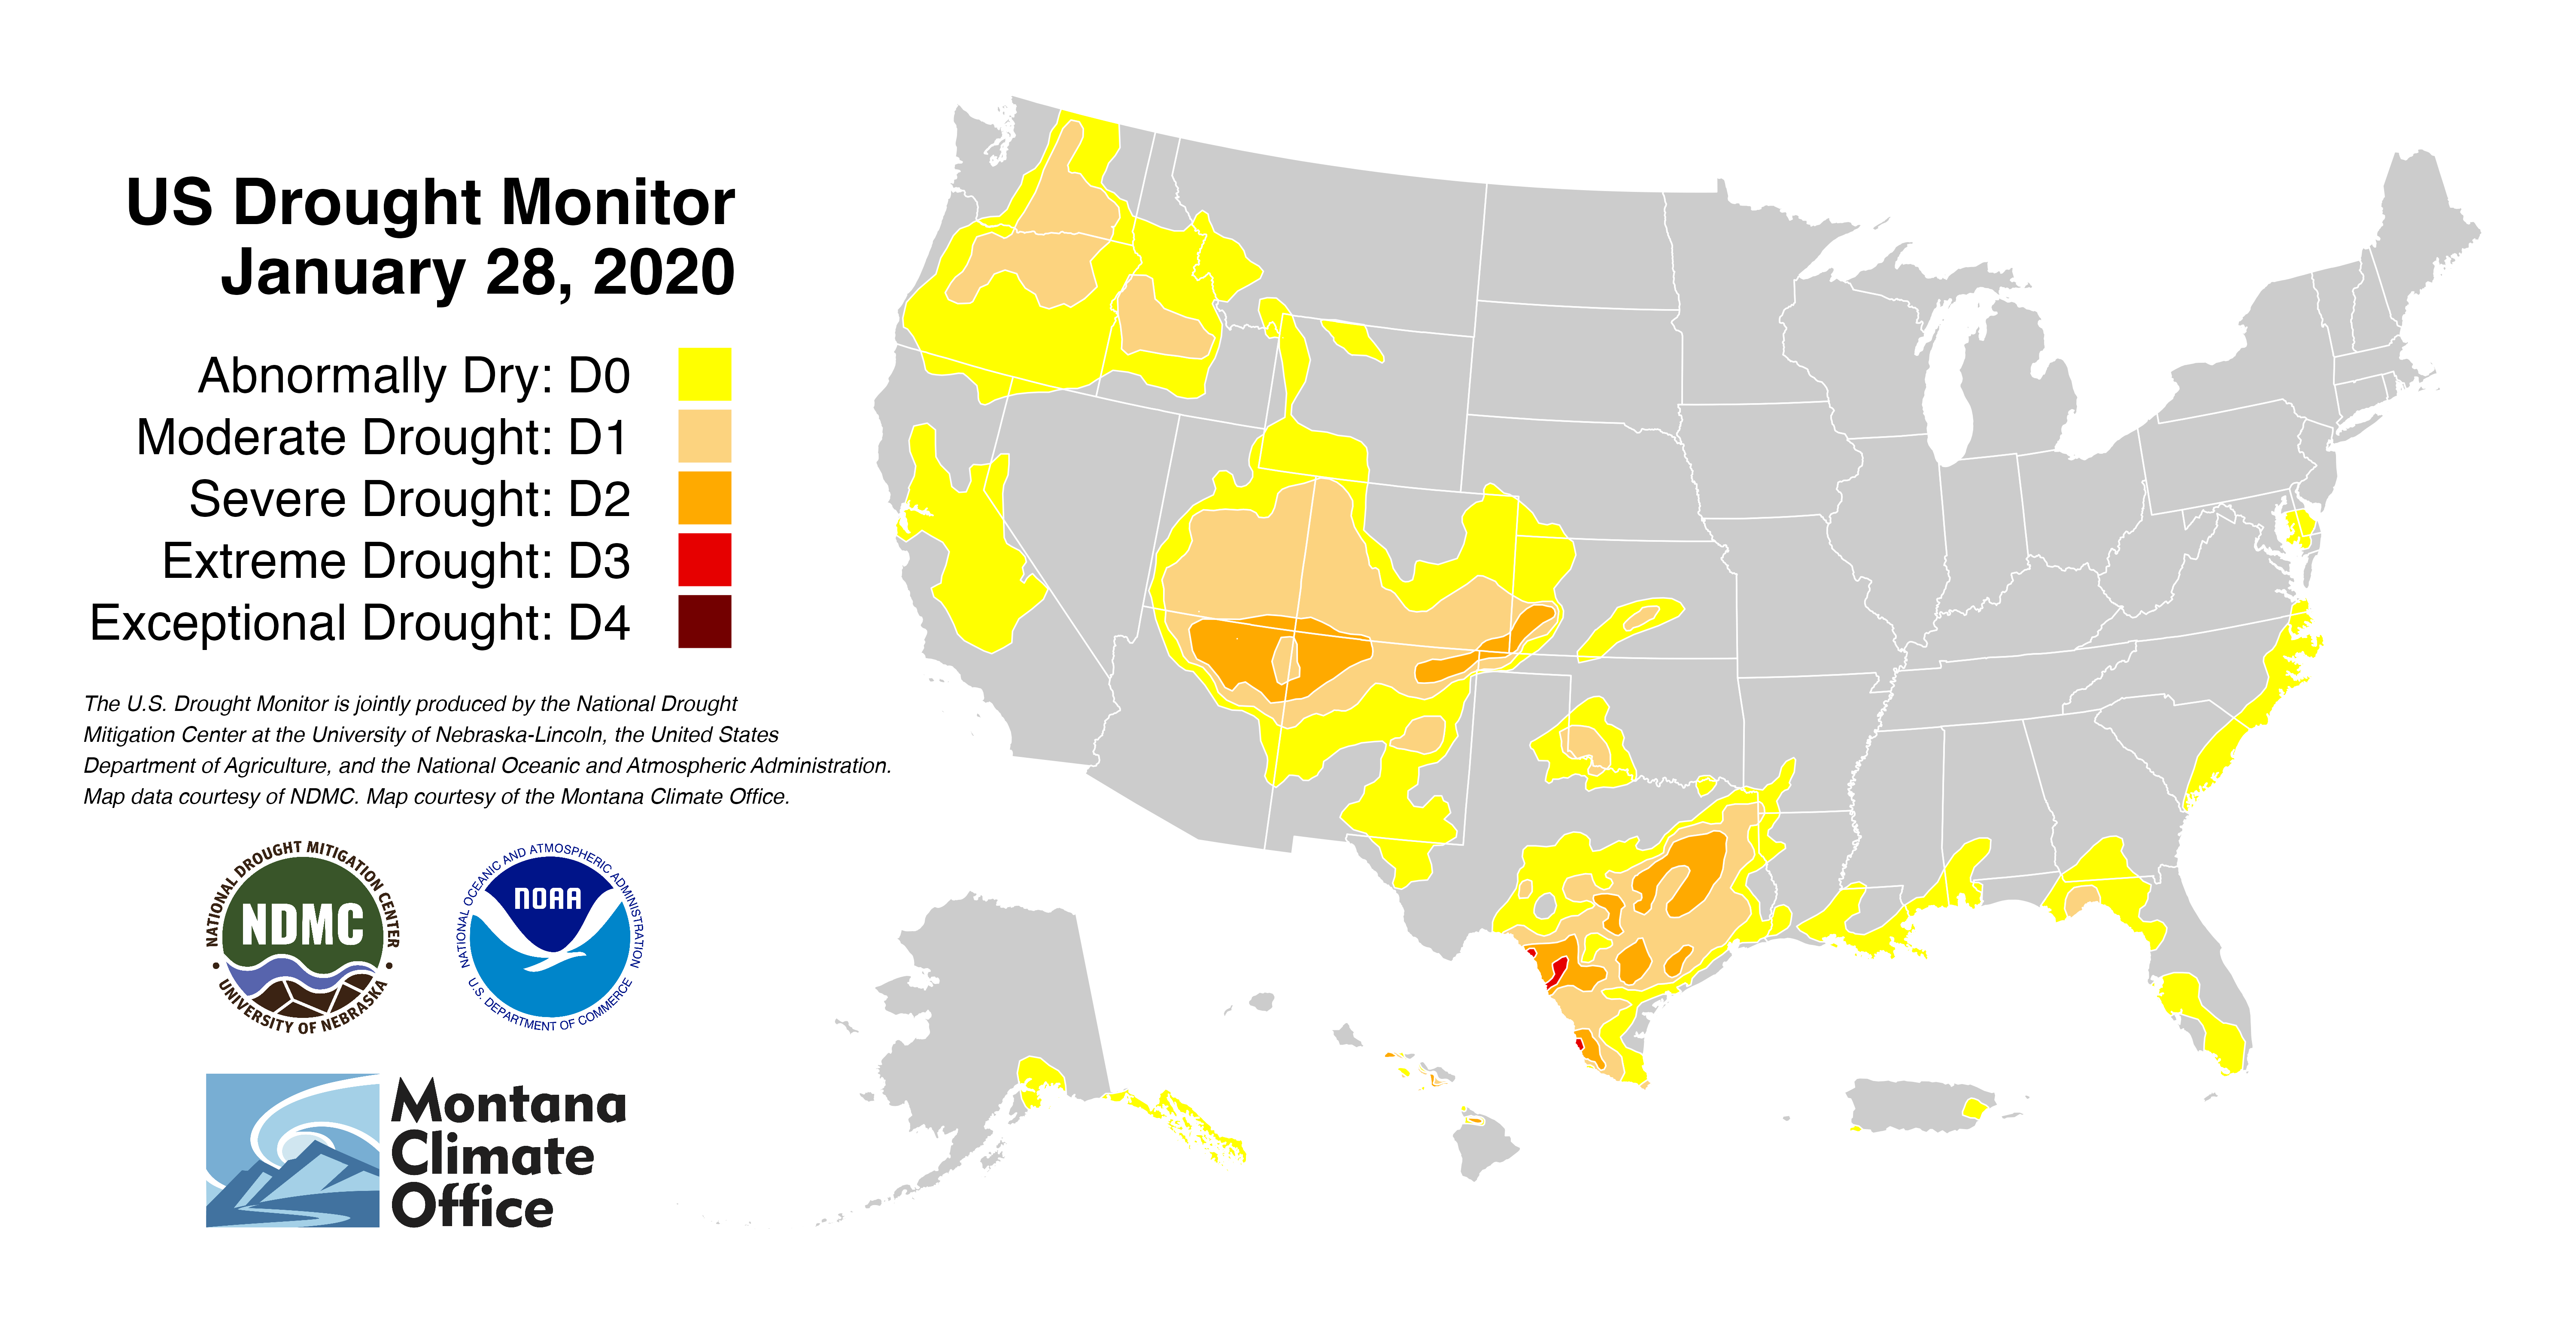 US Drought Monitor
January 28, 2020
Abnormally Dry: D0
Moderate Drought: D1
Severe Drought: D2
Extreme Drought: D3
Exceptional Drought: D4
The U.S. Drought Monitor is jointly produced by the National Drought
Mitigation Center at the University of Nebraska-Lincoln, the United States
Department of Agriculture, and the National Oceanic and Atmospheric Administration.
Map data courtesy of NDMC. Map courtesy of the Montana Climate Office.
NATIONAL DROUGHT MITIGATION CENTER
NDMC
UNIVERSITY OF NEBRASKA
NATIONAL OCEANIC AND ATMOSPHERIC ADMINISTRATION
NOAA
U.S. DEPARTMENT OF COMMERCE
Montana
Climate
Office